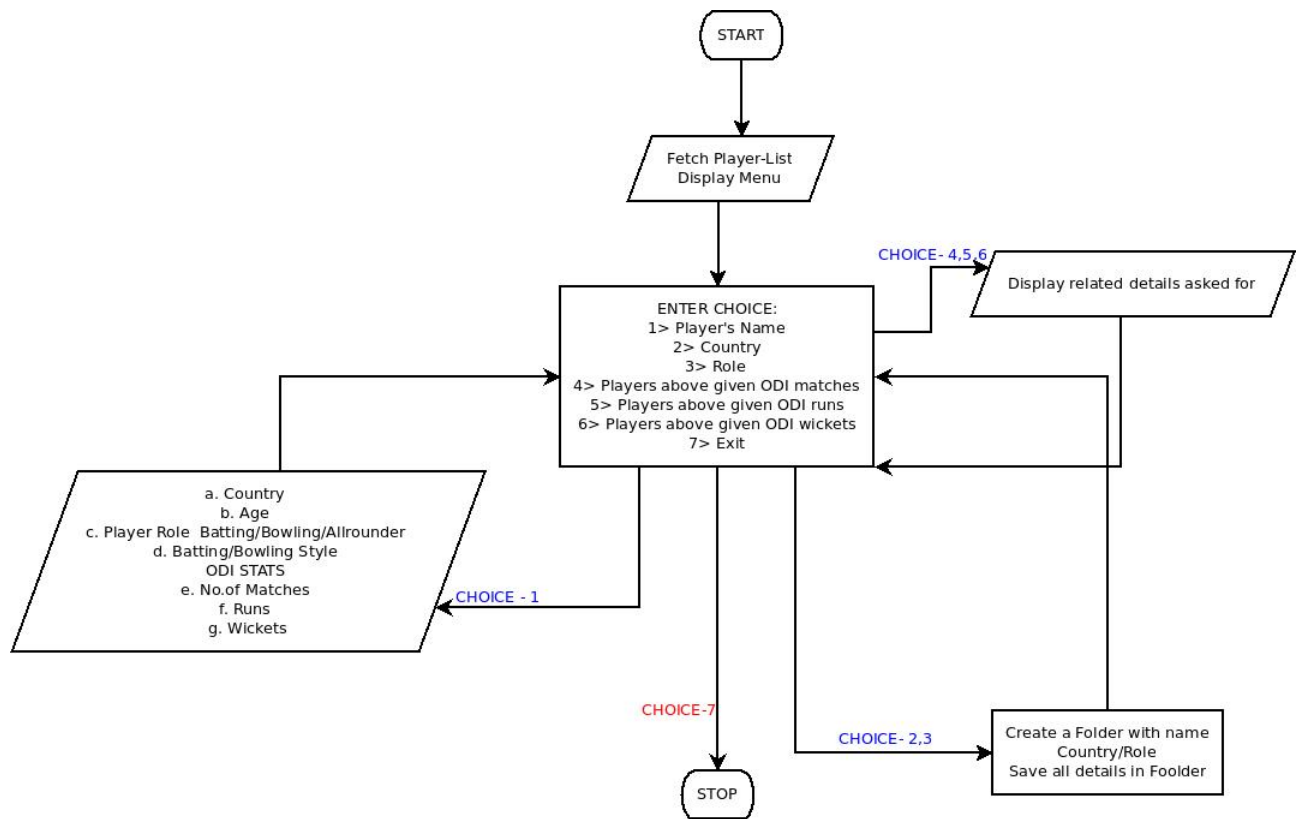 START
Fetch Player-List
Display Menu
CHOICE- 4,5,6
Display related details asked for
ENTER CHOICE:
1> Player's Name
2> Country
3> Role
4> Players above given ODI matches
5> Players above given ODI runs
6> Players above given ODI wickets
7> Exit
a. Country
b. Age
c. Player Role  Batting/Bowling/Allrounder
d. Batting/Bowling Style
ODI STATS
e. No.of Matches
f. Runs
g. Wickets
CHOICE - 1
CHOICE-7
CHOICE- 2,3
Create a Folder with name
Country/Role
Save all details in Foolder
STOP